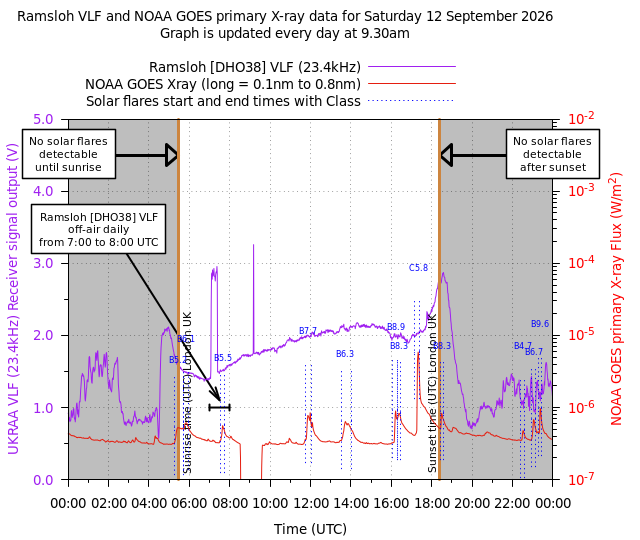 Ramsloh VLF and NOAA GOES primary X-ray data for Saturday 12 September 2026
Graph is updated every day at 9.30am
Ramsloh [DHO38] VLF (23.4kHz)
NOAA GOES Xray (long = 0.1nm to 0.8nm)
Solar flares start and end times with Class
5.0
4.0
3.0
2.0
1.0
0.0
UKRAA VLF (23.4kHz) Receiver signal output (V)
10-2
10-3
10-4
10-5
10-6
10-7
NOAA GOES primary X-ray Flux (W/m2)
No solar flares
detectable
until sunrise
No solar flares
detectable
after sunset
Ramsloh [DHO38] VLF
off-air daily
from 7:00 to 8:00 UTC
Sunrise time (UTC) London UK
Sunset time (UTC) London UK
B5.5
B7.7
B6.3
B8.9
B8.3
C5.8
B8.3
B4.7
B6.7
B9.6
00:00
02:00
04:00
06:00
08:00
10:00
12:00
14:00
16:00
18:00
20:00
22:00
00:00
Time (UTC)